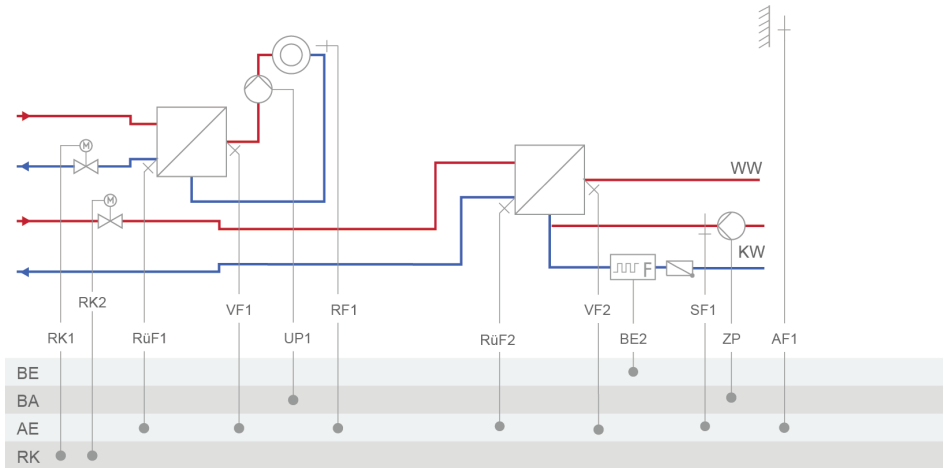 M
WW
M
F
KW
RK2
VF1
RF1
VF2
SF1
RK1
RüF1
UP1
RüF2
BE2
ZP
AF1
BE
BA
AE
RK